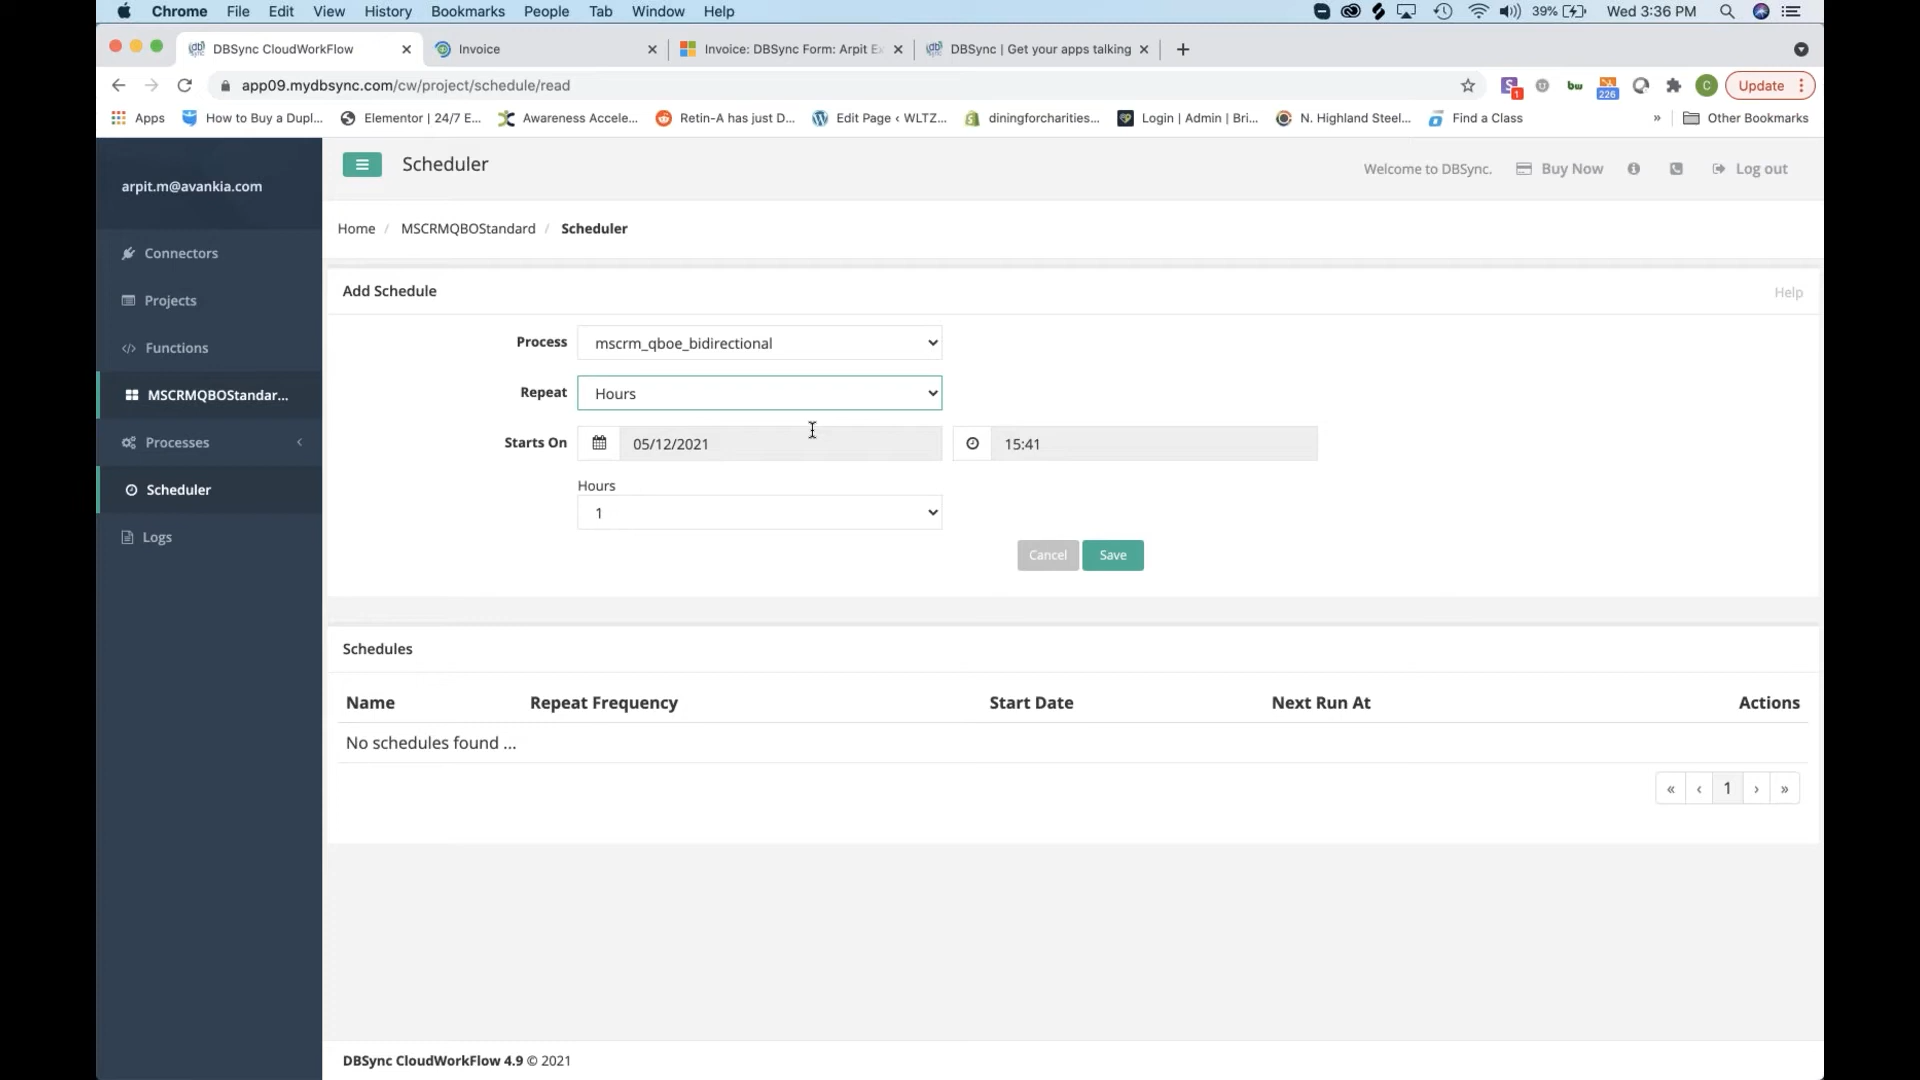 Chrome File Edit View History Bookmarks People Tab Window Help 39% Wed 3:36 PM
DBSync CloudWorkFlow Invoice Invoice: DBSync Form: Arpit Ex DBSync | Get your apps talking
app09.mydbsync.com/cw/project/schedule/read S 1 bw 226 C Update
Apps How to Buy a Dupl... Elementor | 24/7 E... Awareness Accele... Retin-A has just D... Edit Page ‹ WLTZ... diningforcharities... Login | Admin | Bri... N. Highland Steel... Find a Class » Other Bookmarks
arpit.m@avankia.com
Connectors
Projects
Functions
MSCRMQBOStandar...
Processes
Scheduler
Logs
Scheduler
Welcome to DBSync. Buy Now Log out
Home / MSCRMQBOStandard / Scheduler
Add Schedule Help
Process mscrm_qboe_bidirectional
Repeat Hours
Starts On 05/12/2021 15:41
Hours
1
Cancel Save
Schedules
Name Repeat Frequency Start Date Next Run At Actions
No schedules found ...
« ‹ 1 › »
DBSync CloudWorkFlow 4.9 © 2021